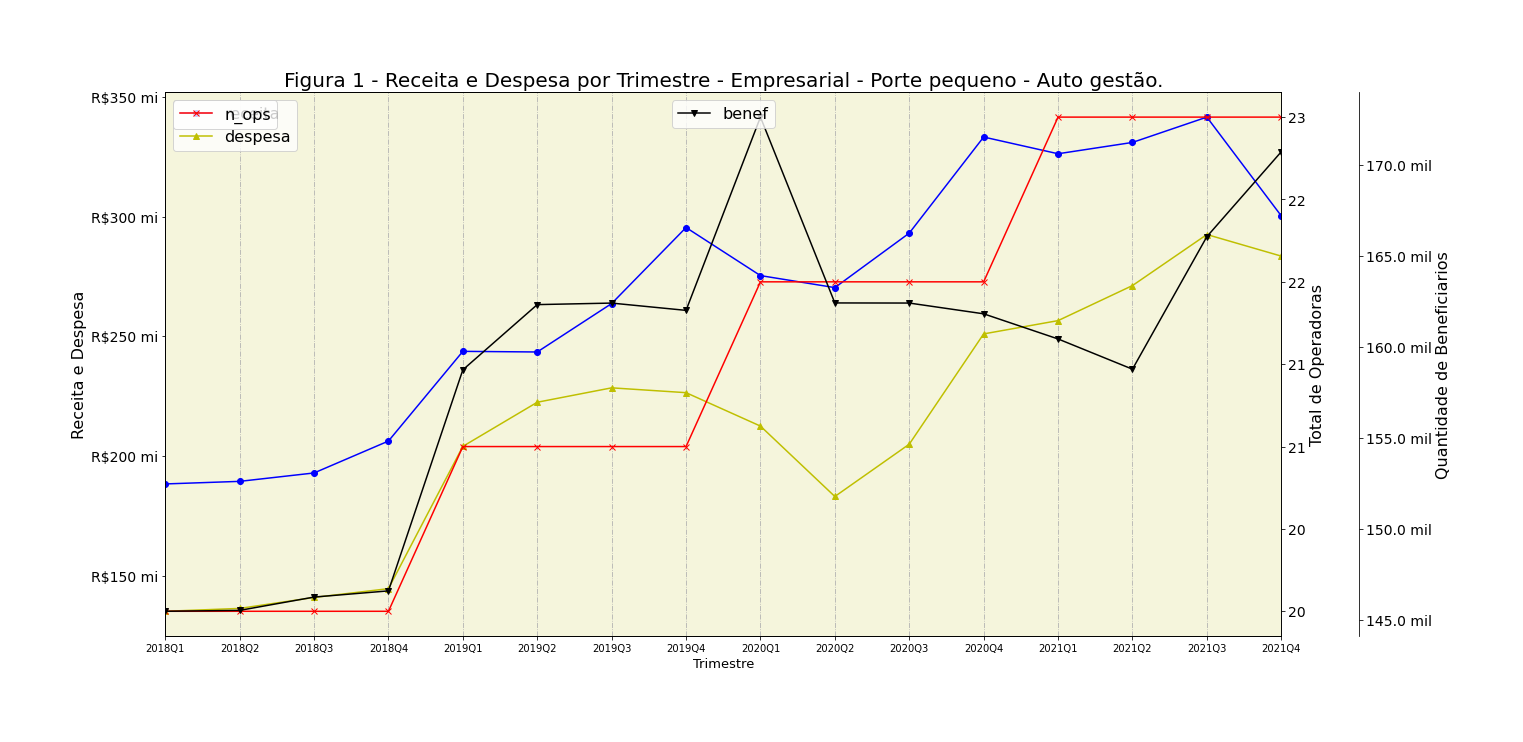 Figura 1 - Receita e Despesa por Trimestre - Empresarial - Porte pequeno - Auto gestão.
n_ops
despesa
benef
Receita e Despesa
R$350 mi
R$300 mi
R$250 mi
R$200 mi
R$150 mi
23
22
22
21
21
20
20
Total de Operadoras
170.0 mil
165.0 mil
160.0 mil
155.0 mil
150.0 mil
145.0 mil
Quantidade de Beneficiarios
2018Q1 2018Q2 2018Q3 2018Q4 2019Q1 2019Q2 2019Q3 2019Q4 2020Q1 2020Q2 2020Q3 2020Q4 2021Q1 2021Q2 2021Q3 2021Q4
Trimestre